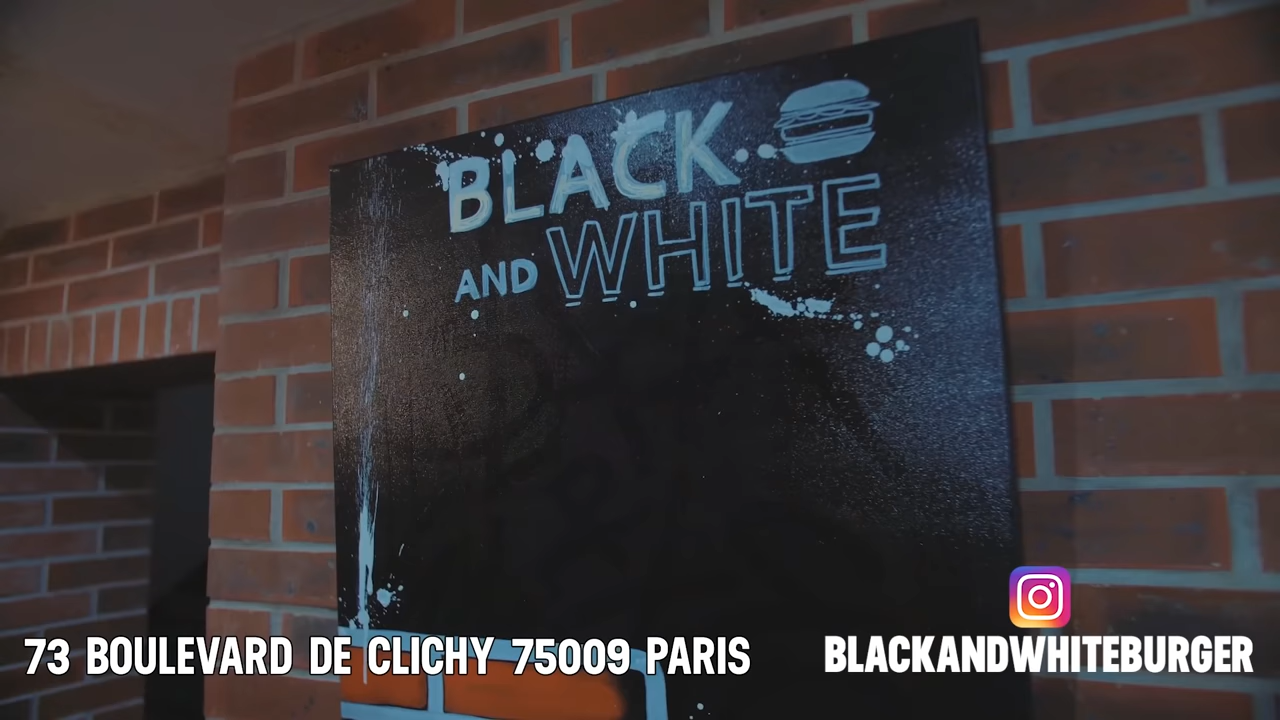 BLACK
AND WHITE
73 BOULEVARD DE CLICHY 75009 PARIS
BLACKANDWHITEBURGER